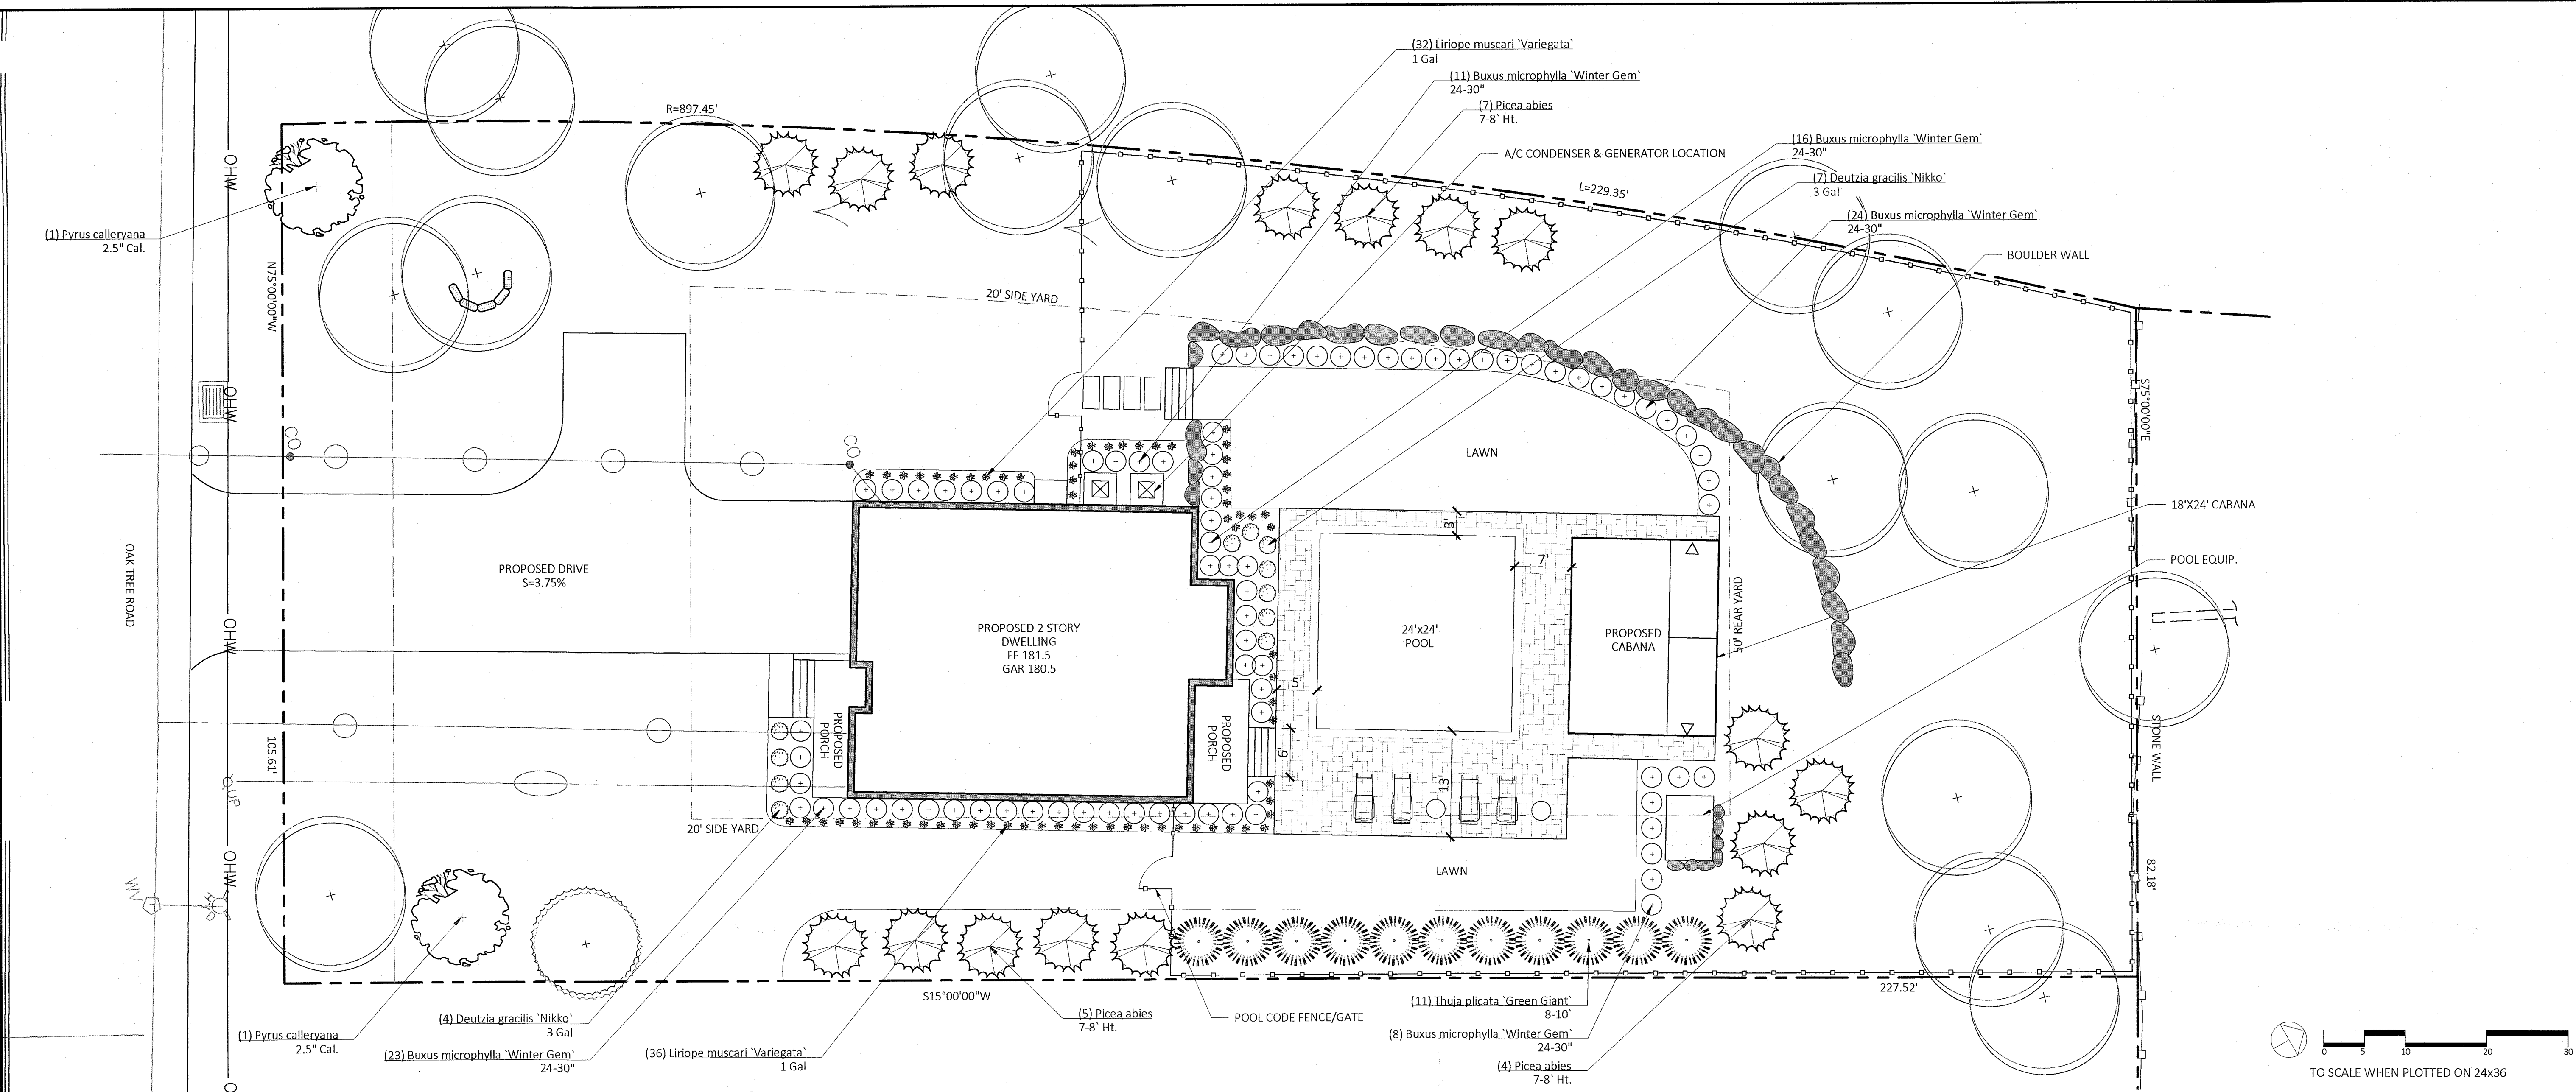 (32) Liriope muscari `Variegata`
1 Gal
(11) Buxus microphylla `Winter Gem`
24-30"
(7) Picea abies
7-8` Ht.
A/C CONDENSER & GENERATOR LOCATION
(16) Buxus microphylla `Winter Gem`
24-30"
(7) Deutzia gracilis `Nikko`
3 Gal
(24) Buxus microphylla `Winter Gem`
24-30"
BOULDER WALL
R=897.45'
L=229.35'
(1) Pyrus calleryana
2.5" Cal.
OHW
N75°00'00"W
20' SIDE YARD
OHW
S75°00'00"E
CO
CO
LAWN
18'X24' CABANA
3'
OAK TREE ROAD
PROPOSED DRIVE
S=3.75%
7'
POOL EQUIP.
OHW
PROPOSED 2 STORY
DWELLING
FF 181.5
GAR 180.5
24'x24'
POOL
PROPOSED
CABANA
50' REAR YARD
5'
PROPOSED
PORCH
PROPOSED
PORCH
6'
13'
STONE WALL
105.61'
UP
20' SIDE YARD
OHW
WV
HYD
LAWN
82.18'
S15°00'00"W
227.52'
(4) Deutzia gracilis `Nikko`
3 Gal
(1) Pyrus calleryana
2.5" Cal.
(23) Buxus microphylla `Winter Gem`
24-30"
(36) Liriope muscari `Variegata`
1 Gal
(5) Picea abies
7-8` Ht.
POOL CODE FENCE/GATE
(11) Thuja plicata `Green Giant`
8-10`
(8) Buxus microphylla `Winter Gem`
24-30"
(4) Picea abies
7-8` Ht.
0 5 10 20 30
TO SCALE WHEN PLOTTED ON 24x36